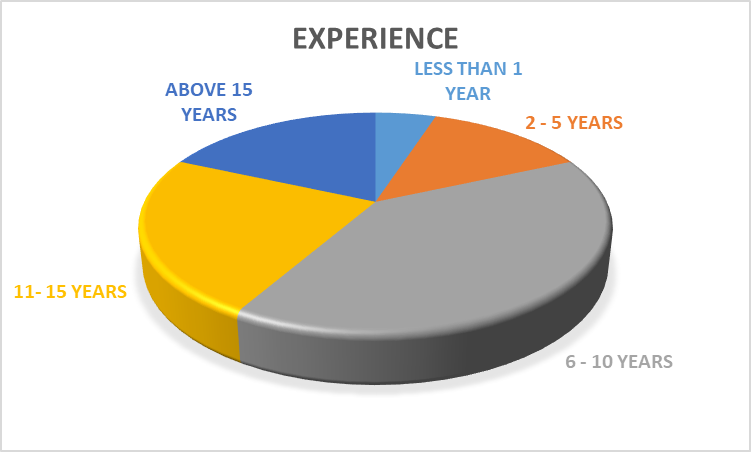 EXPERIENCE
LESS THAN 1
YEAR
ABOVE 15
YEARS
2 - 5 YEARS
11- 15 YEARS
6 - 10 YEARS